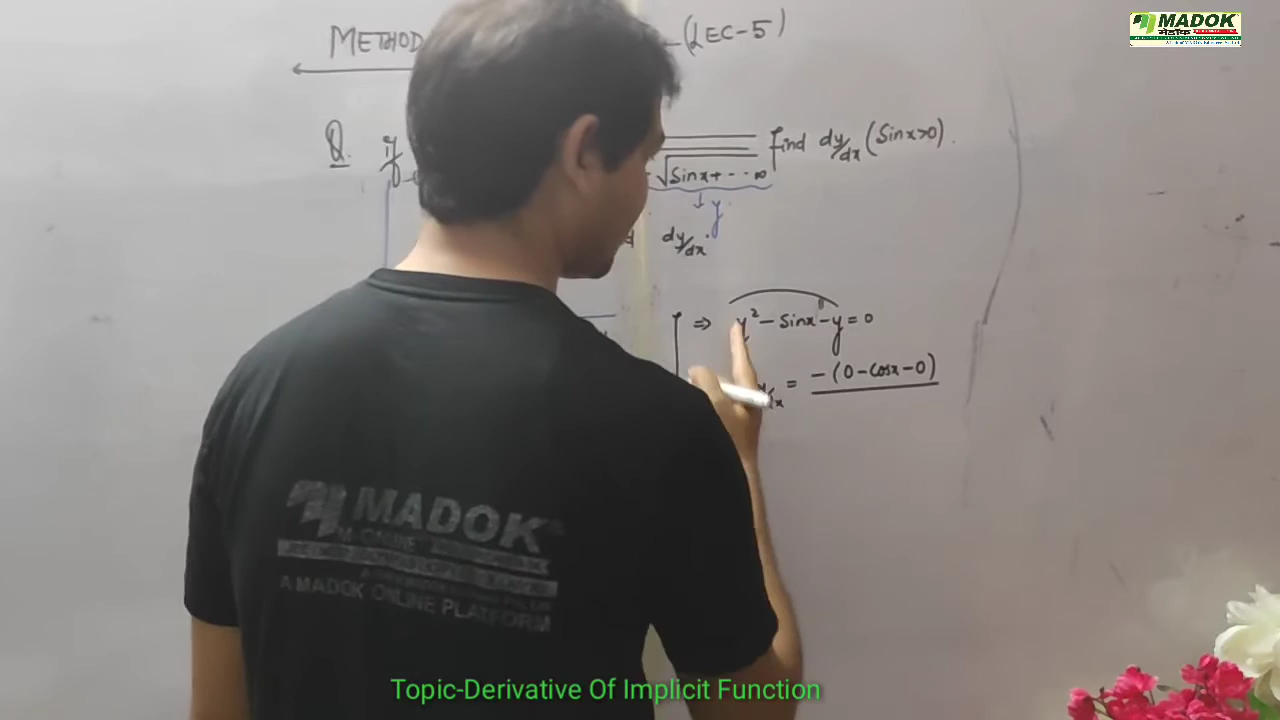 METHOD (LEC-5)
MADOK
Q. y √Sinx+ - - - ∞ Find dy/dx (Sinx>0).
↓ y
dy/dx
⇒ y² - Sinx - y = 0
= -(0 - cosx - 0)
MADOK
A MADOK ONLINE PLATFORM
Topic-Derivative Of Implicit Function